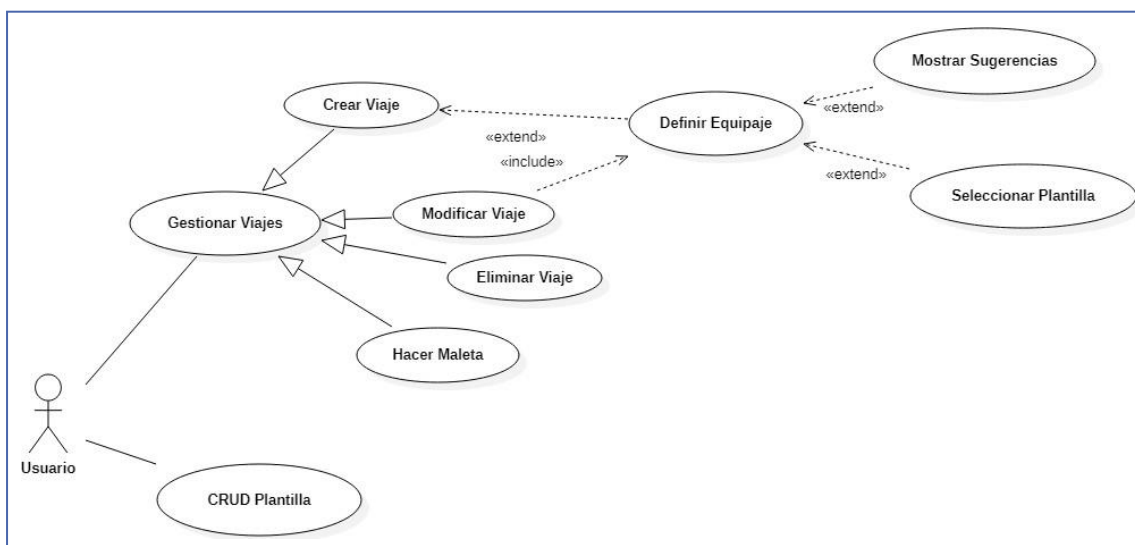 Mostrar Sugerencias
Crear Viaje
«extend»
Definir Equipaje
«extend»
«include»
«extend»
Seleccionar Plantilla
Modificar Viaje
Gestionar Viajes
Eliminar Viaje
Hacer Maleta
Usuario
CRUD Plantilla